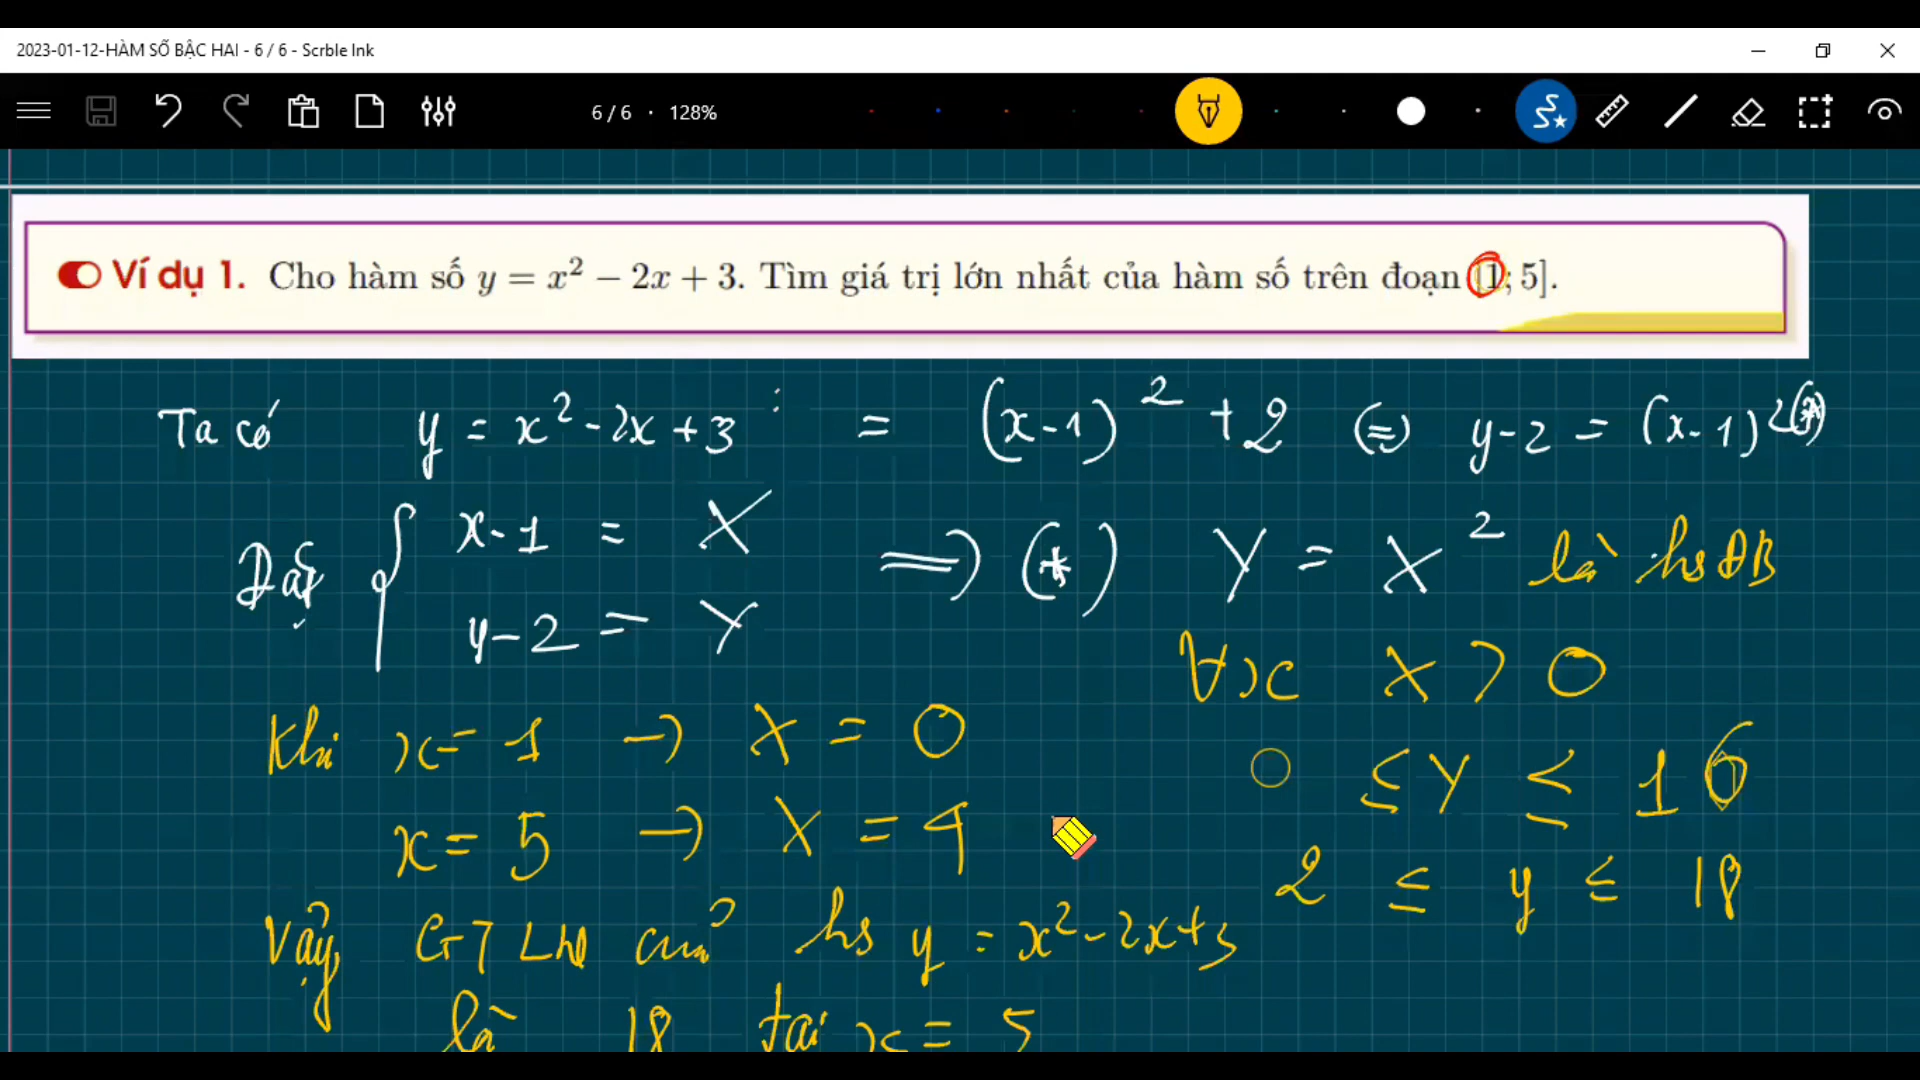 2023-01-12-HÀM SỐ BẬC HAI - 6 / 6 - Scrble Ink
6 / 6 · 128%
Ví dụ 1. Cho hàm số y = x² − 2x + 3. Tìm giá trị lớn nhất của hàm số trên đoạn [1; 5].
Ta có y = x² - 2x + 3 = (x-1)² + 2 (=) y-2 = (x-1)² (*)
Đặt { x-1 = X
y-2 = Y
=> (*) Y = X² là hs ĐB
∀x X > 0
Khi x = 1 → X = 0
0 ≤ Y ≤ 16
x = 5 → X = 4
2 ≤ y ≤ 18
Vậy GTLN của hs y = x² - 2x + 3
là 18 tại x = 5